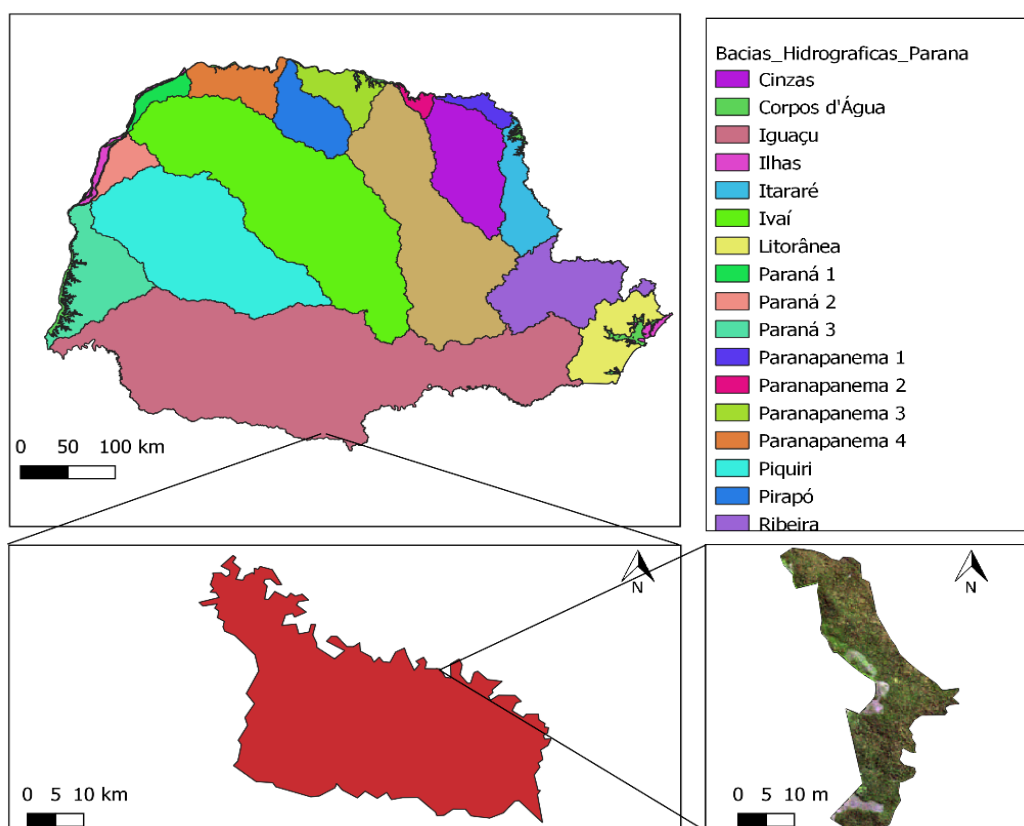 Bacias_Hidrograficas_Parana
Cinzas
Corpos d'Água
Iguaçu
Ilhas
Itararé
Ivaí
Litorânea
Paraná 1
Paraná 2
Paraná 3
Paranapanema 1
Paranapanema 2
Paranapanema 3
Paranapanema 4
Piquiri
Pirapó
Ribeira
0 50 100 km
N
0 5 10 km
N
0 5 10 m